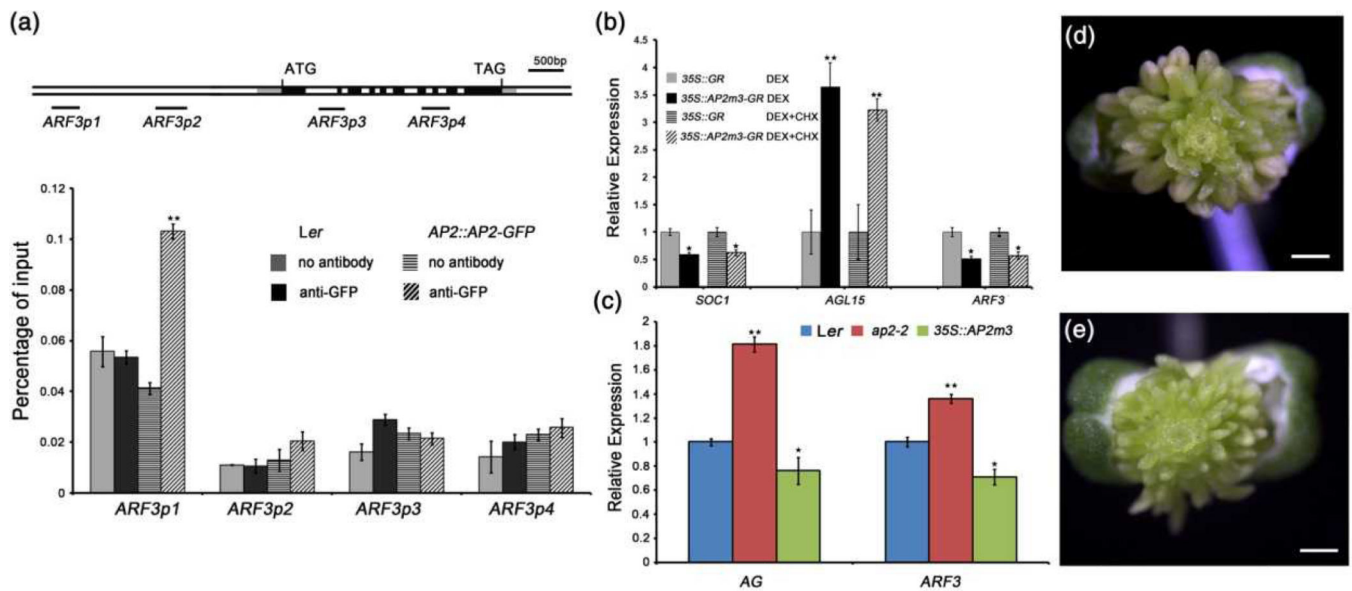 (a)
ATG
TAG
500bp
ARF3p1
ARF3p2
ARF3p3
ARF3p4
Percentage of input
0.12
0.1
0.08
0.06
0.04
0.02
0
Ler AP2::AP2-GFP
no antibody no antibody
anti-GFP anti-GFP
**
ARF3p1 ARF3p2 ARF3p3 ARF3p4
(b)
Relative Expression
4.5
4
3.5
3
2.5
2
1.5
1
0.5
0
35S::GR DEX
35S::AP2m3-GR DEX
35S::GR DEX+CHX
35S::AP2m3-GR DEX+CHX
* * ** ** * *
SOC1 AGL15 ARF3
(c)
Relative Expression
2
1.8
1.4
1
0.8
0.6
0.4
0.2
0
Ler ap2-2 35S::AP2m3
** * ** *
AG ARF3
(d)
(e)